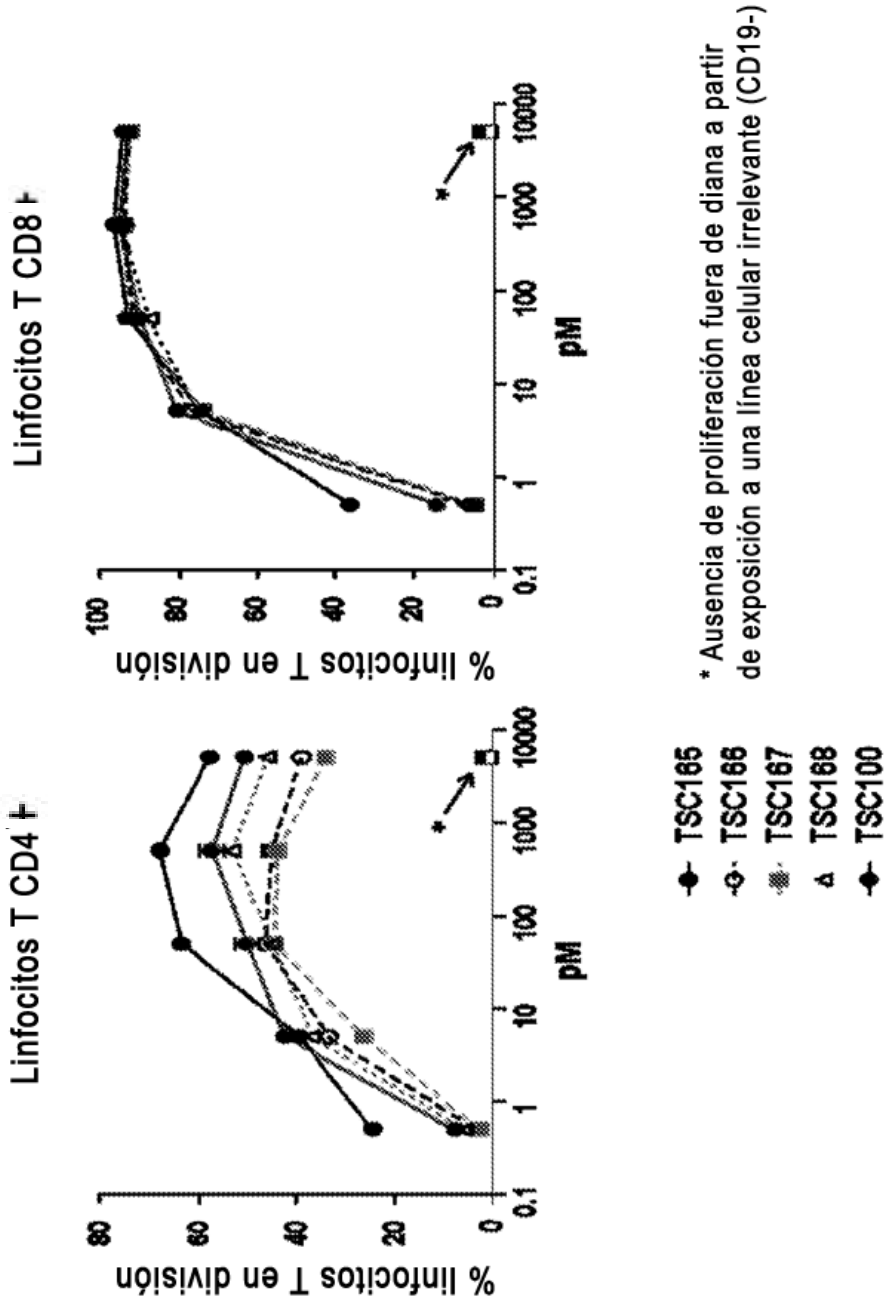 Linfocitos T CD4 +
% linfocitos T en división
80
60
40
20
0
0.1
1
10
100
1000
10000
pM
*
Linfocitos T CD8 +
% linfocitos T en división
100
80
60
40
20
0
0.1
1
10
100
1000
10000
pM
*
TSC165
TSC166
TSC167
TSC168
TSC100
* Ausencia de proliferación fuera de diana a partir
de exposición a una línea celular irrelevante (CD19-)